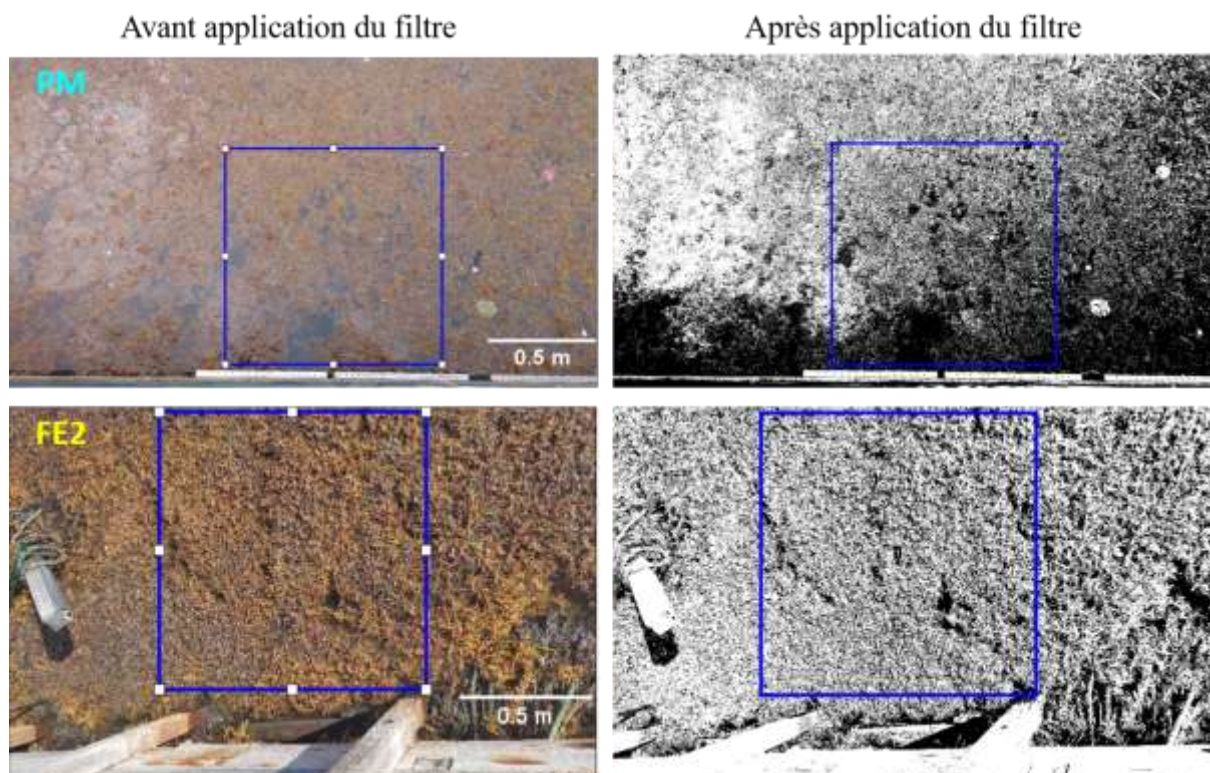 Avant application du filtre
Après application du filtre
PM
0.5 m
FE2
0.5 m